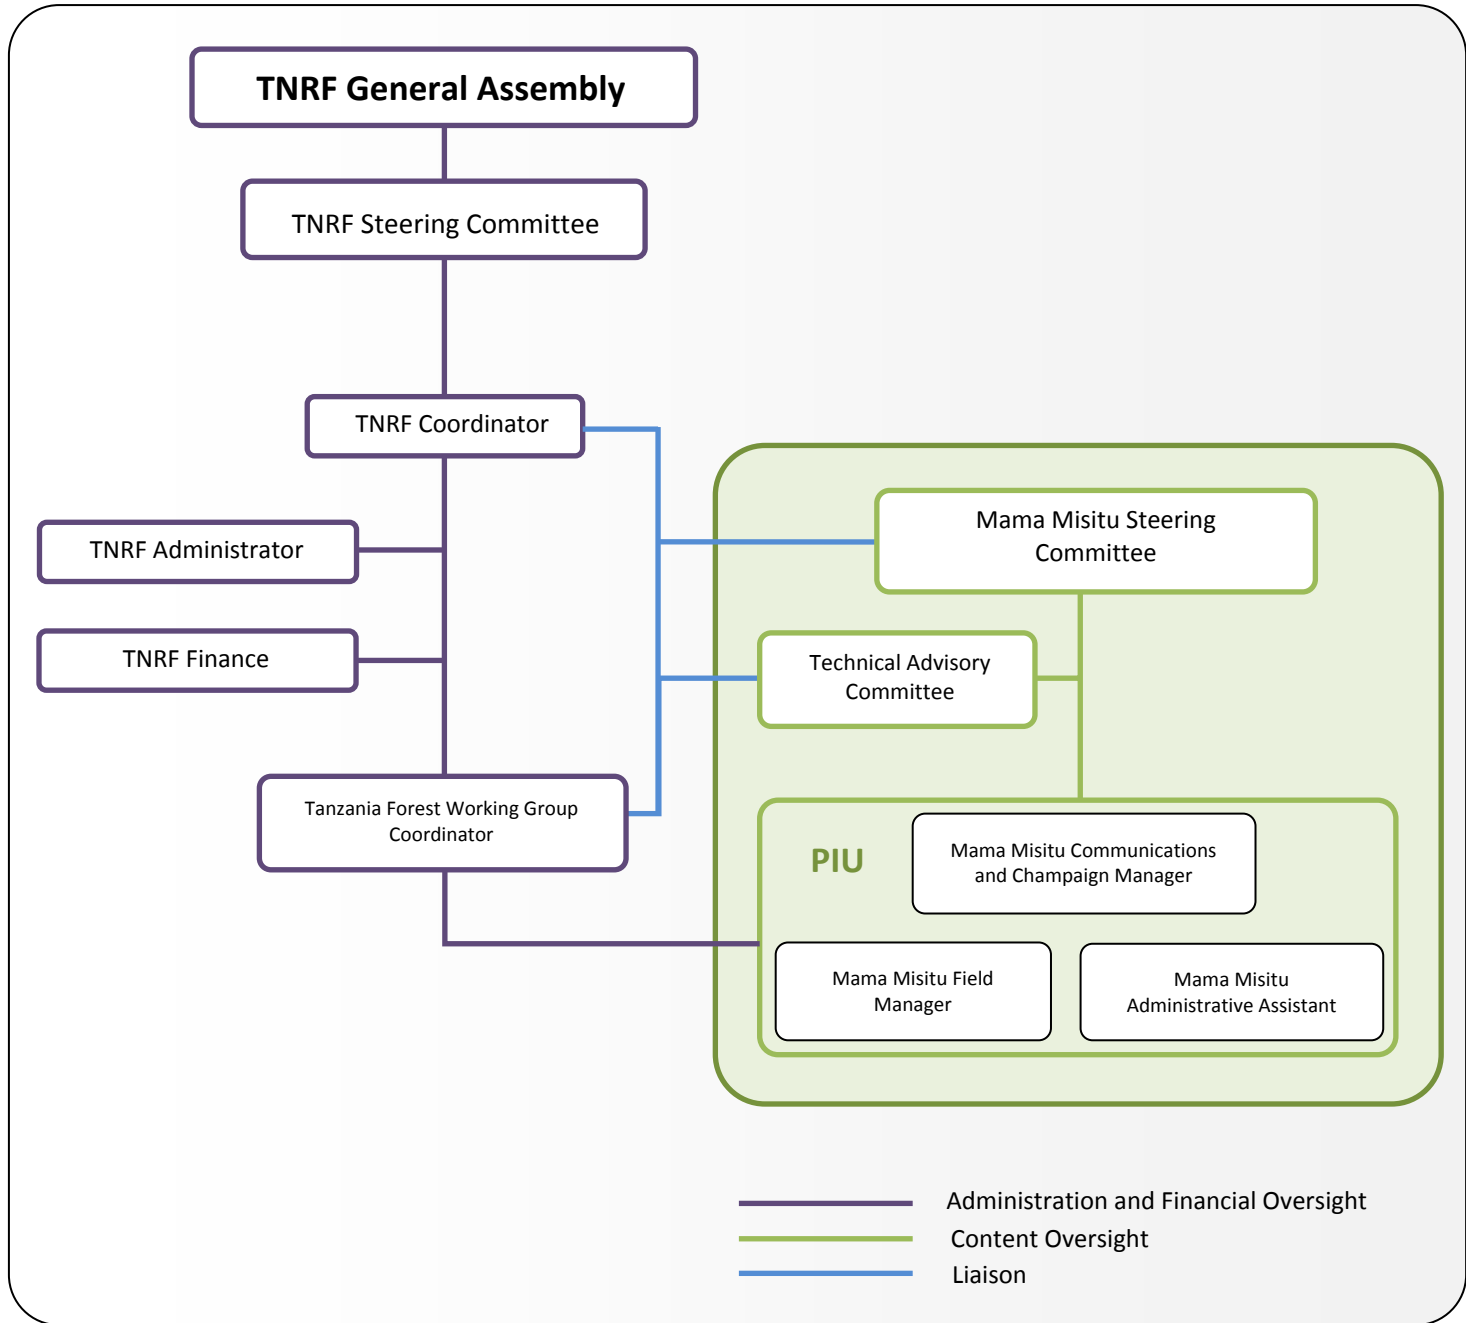 TNRF General Assembly
TNRF Steering Committee
TNRF Coordinator
TNRF Administrator
TNRF Finance
Tanzania Forest Working Group
Coordinator
Mama Misitu Steering
Committee
Technical Advisory
Committee
PIU
Mama Misitu Communications
and Champaign Manager
Mama Misitu Field
Manager
Mama Misitu
Administrative Assistant
Administration and Financial Oversight
Content Oversight
Liaison